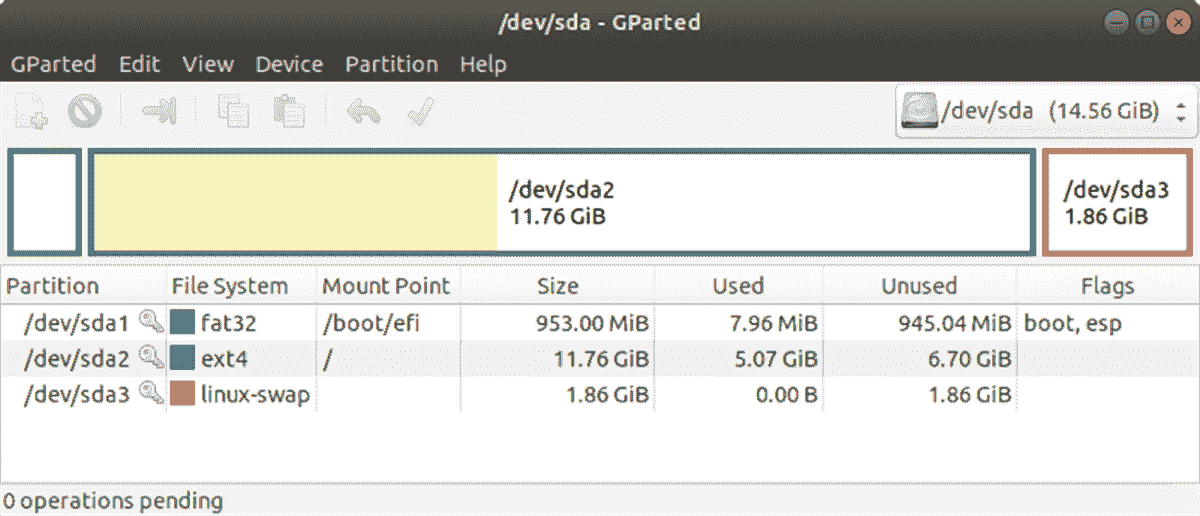 /dev/sda - GParted
GParted Edit View Device Partition Help
/dev/sda (14.56 GiB)
/dev/sda2
11.76 GiB
/dev/sda3
1.86 GiB
Partition File System Mount Point Size Used Unused Flags
/dev/sda1 fat32 /boot/efi 953.00 MiB 7.96 MiB 945.04 MiB boot, esp
/dev/sda2 ext4 / 11.76 GiB 5.07 GiB 6.70 GiB
/dev/sda3 linux-swap 1.86 GiB 0.00 B 1.86 GiB
0 operations pending